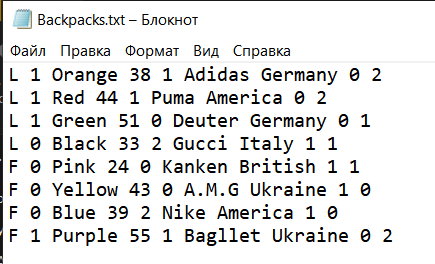 Backpacks.txt – Блокнот
Файл Правка Формат Вид Справка
L 1 Orange 38 1 Adidas Germany 0 2
L 1 Red 44 1 Puma America 0 2
L 1 Green 51 0 Deuter Germany 0 1
L 0 Black 33 2 Gucci Italy 1 1
F 0 Pink 24 0 Kanken British 1 1
F 0 Yellow 43 0 A.M.G Ukraine 1 0
F 0 Blue 39 2 Nike America 1 0
F 1 Purple 55 1 Bagllet Ukraine 0 2